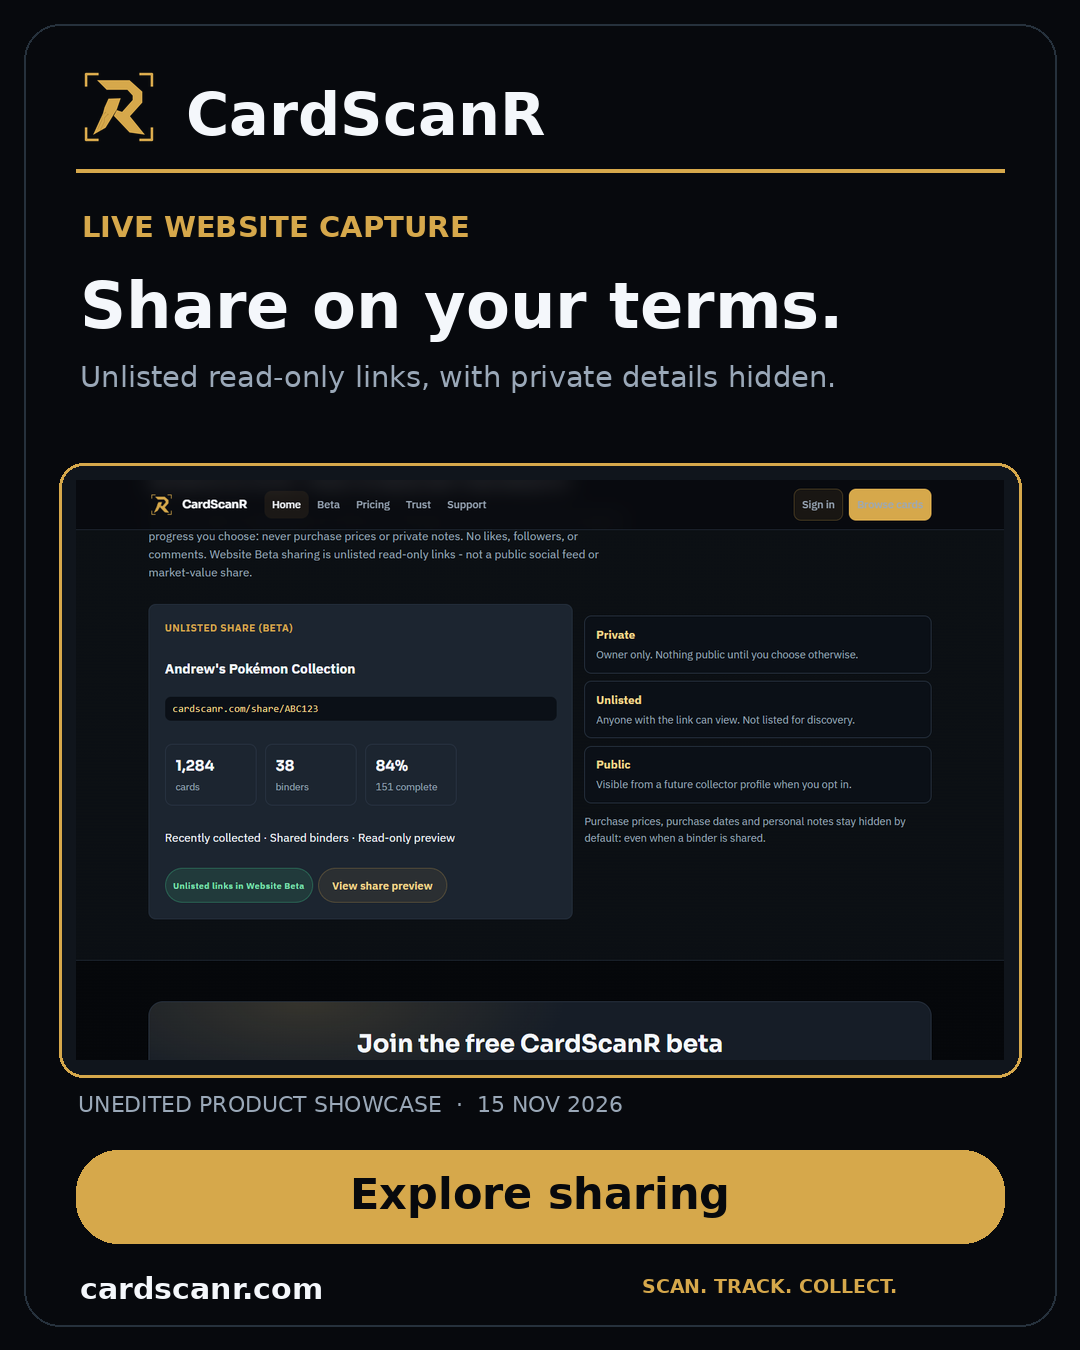 CardScanR
LIVE WEBSITE CAPTURE
Share on your terms.
Unlisted read-only links, with private details hidden.
CardScanR Home Beta Pricing Trust Support Sign in
progress you choose: never purchase prices or private notes. No likes, followers, or
comments. Website Beta sharing is unlisted read-only links - not a public social feed or
market-value share.
UNLISTED SHARE (BETA)
Andrew's Pokémon Collection
cardscanr.com/share/ABC123
1,284
cards
38
binders
84%
151 complete
Recently collected · Shared binders · Read-only preview
Unlisted links in Website Beta
View share preview
Private
Owner only. Nothing public until you choose otherwise.
Unlisted
Anyone with the link can view. Not listed for discovery.
Public
Visible from a future collector profile when you opt in.
Purchase prices, purchase dates and personal notes stay hidden by
default: even when a binder is shared.
Join the free CardScanR beta
UNEDITED PRODUCT SHOWCASE · 15 NOV 2026
Explore sharing
cardscanr.com
SCAN. TRACK. COLLECT.